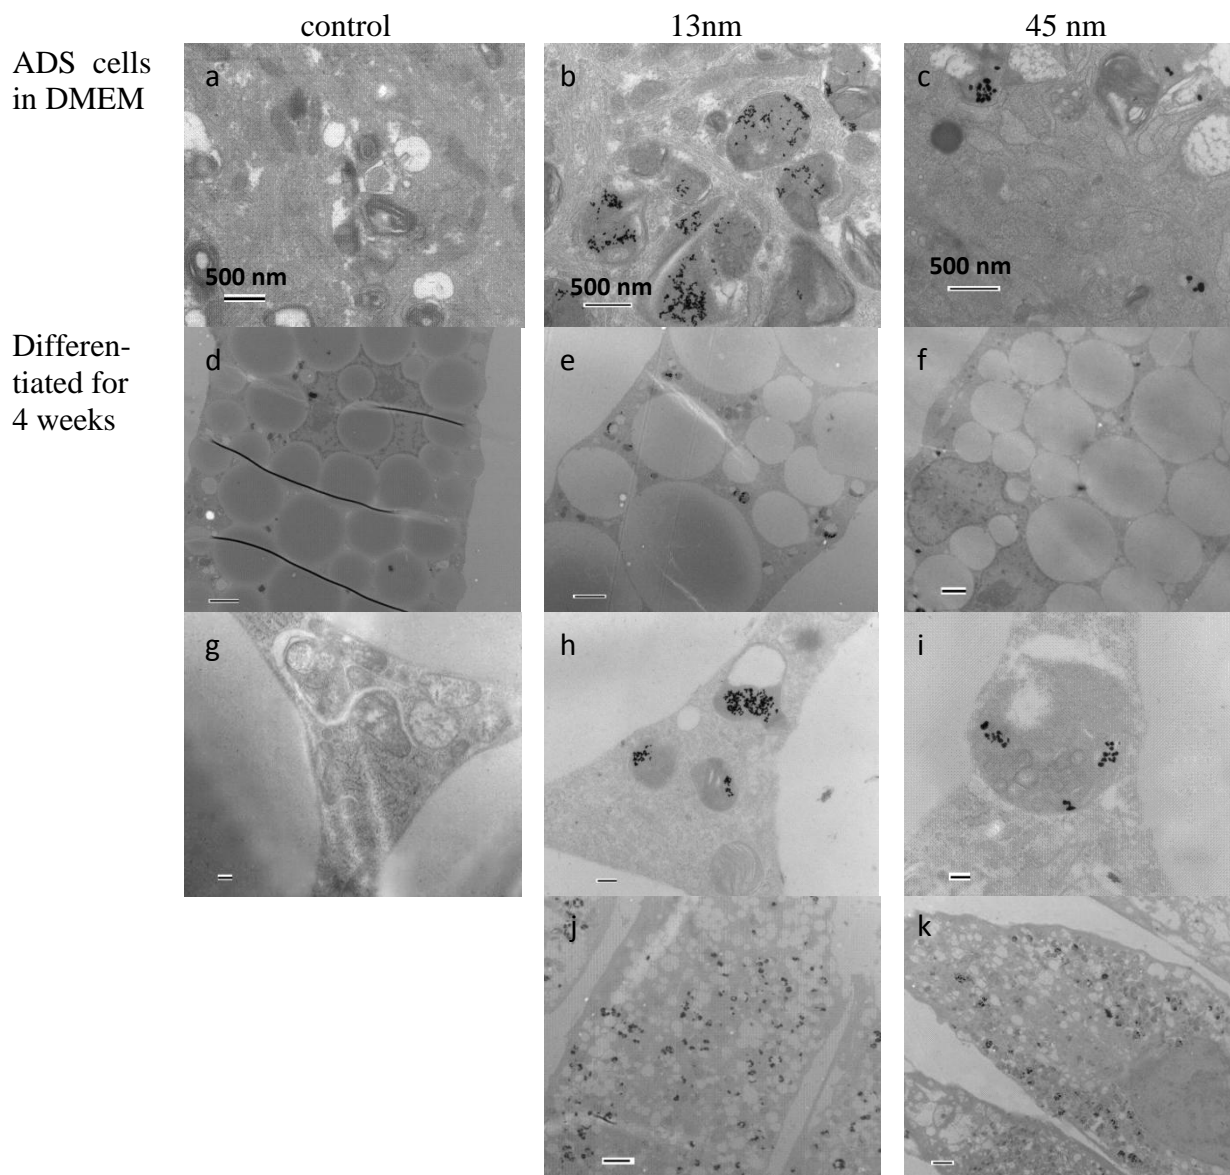 control 13nm 45 nm
ADS cells
in DMEM
a b c
500 nm 500 nm 500 nm
Differen-
tiated for
4 weeks
d e f
g h i
j k